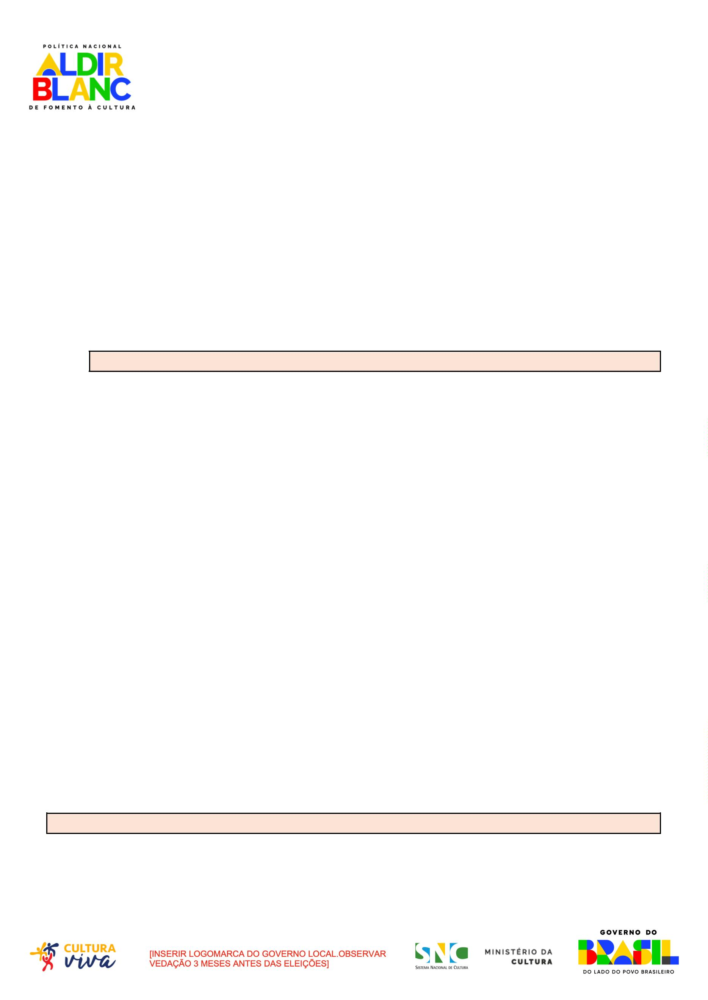 POLÍTICA NACIONAL
ALDIR
BLANC
DE FOMENTO À CULTURA
CULTURA
viva
[INSERIR LOGOMARCA DO GOVERNO LOCAL.OBSERVAR
VEDAÇÃO 3 MESES ANTES DAS ELEIÇÕES]
SNC
SISTEMA NACIONAL DE CULTURA
MINISTÉRIO DA
CULTURA
GOVERNO DO
BRASIL
DO LADO DO POVO BRASILEIRO